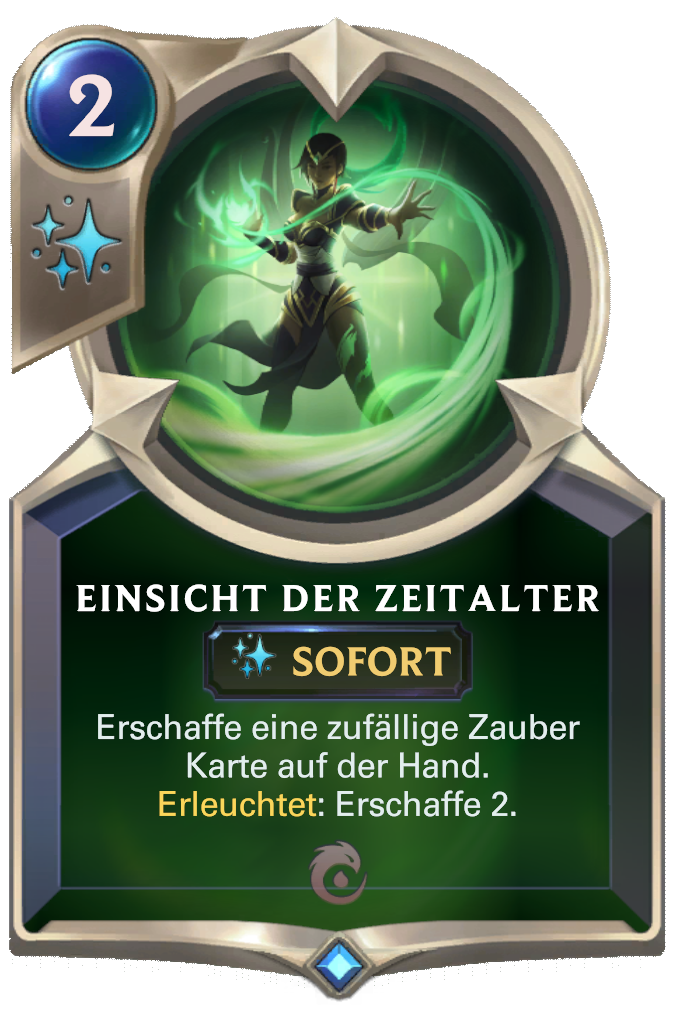 2
EINSICHT DER ZEITALTER
SOFORT
Erschaffe eine zufällige Zauber
Karte auf der Hand.
Erleuchtet: Erschaffe 2.